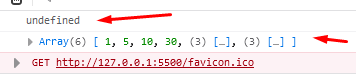 undefined
Array(6) [ 1, 5, 10, 30, (3) […], (3) […] ]
GET http://127.0.0.1:5500/favicon.ico